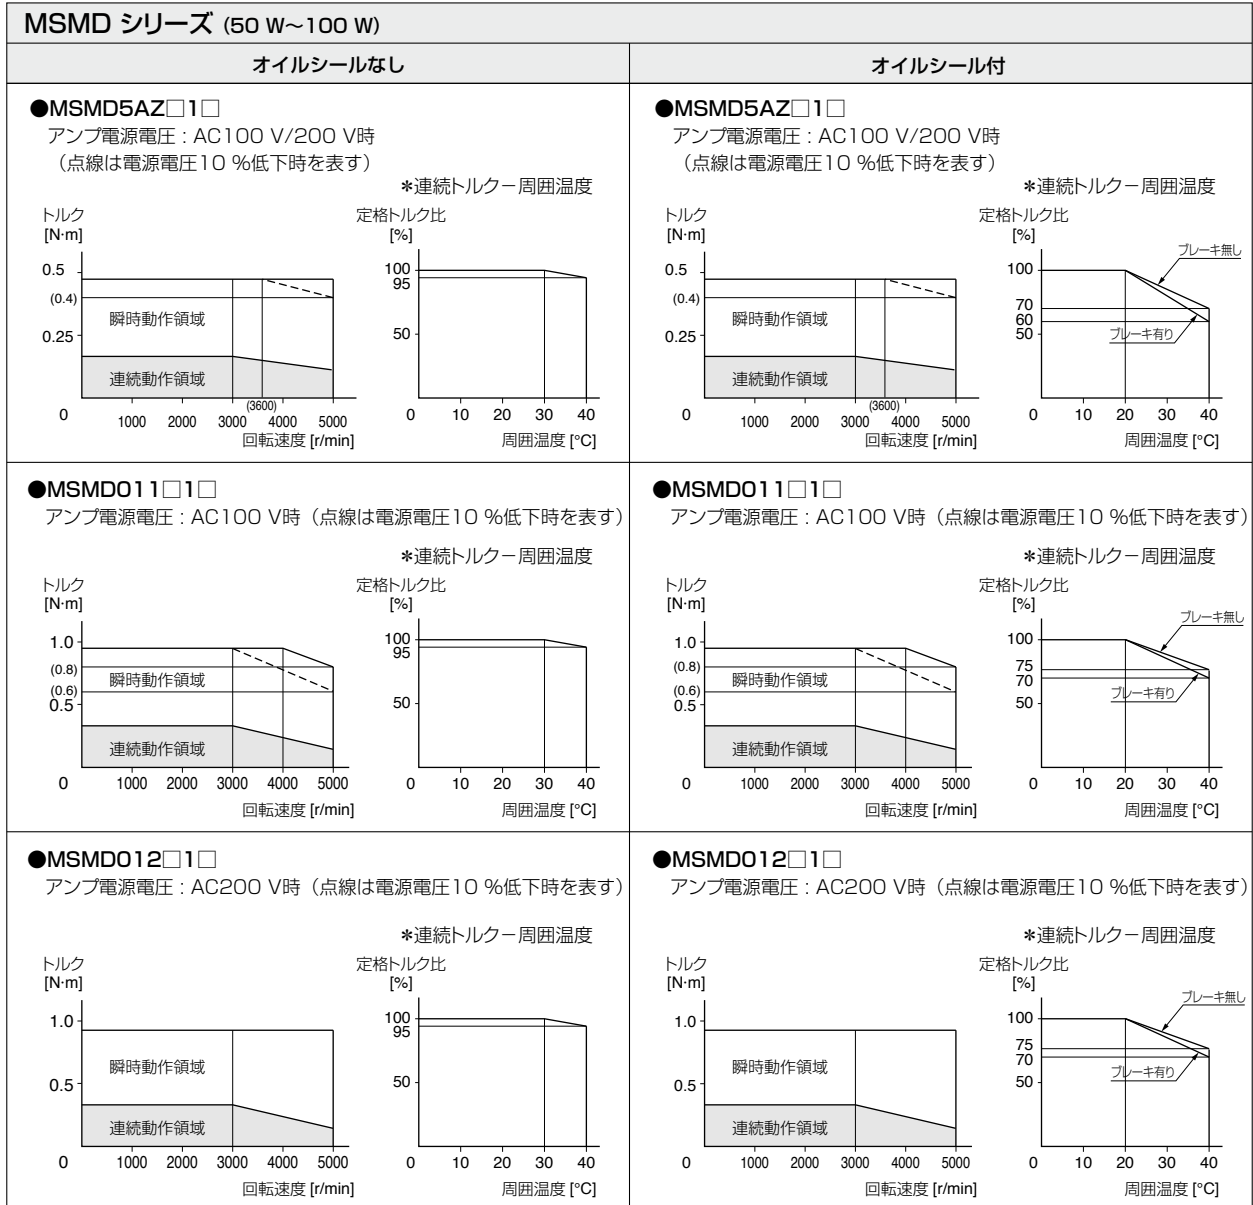 MSMD シリーズ (50 W～100 W)
オイルシールなし
オイルシール付
●MSMD5AZ□1□
アンプ電源電圧：AC100 V/200 V時
（点線は電源電圧10 %低下時を表す）
＊連続トルクー周囲温度
トルク
[N·m]
0.5
(0.4)
0.25
0
瞬時動作領域
連続動作領域
(3600)
1000 2000 3000 4000 5000
回転速度 [r/min]
定格トルク比
[%]
100
95
50
0 10 20 30 40
周囲温度 [°C]
●MSMD5AZ□1□
アンプ電源電圧：AC100 V/200 V時
（点線は電源電圧10 %低下時を表す）
＊連続トルクー周囲温度
トルク
[N·m]
0.5
(0.4)
0.25
0
瞬時動作領域
連続動作領域
(3600)
1000 2000 3000 4000 5000
回転速度 [r/min]
定格トルク比
[%]
ブレーキ無し
100
70
60
50
ブレーキ有り
0 10 20 30 40
周囲温度 [°C]
●MSMD011□1□
アンプ電源電圧：AC100 V時（点線は電源電圧10 %低下時を表す）
＊連続トルクー周囲温度
トルク
[N·m]
1.0
(0.8)
(0.6)
0.5
0
瞬時動作領域
連続動作領域
1000 2000 3000 4000 5000
回転速度 [r/min]
定格トルク比
[%]
100
95
50
0 10 20 30 40
周囲温度 [°C]
●MSMD011□1□
アンプ電源電圧：AC100 V時（点線は電源電圧10 %低下時を表す）
＊連続トルクー周囲温度
トルク
[N·m]
1.0
(0.8)
(0.6)
0.5
0
瞬時動作領域
連続動作領域
1000 2000 3000 4000 5000
回転速度 [r/min]
定格トルク比
[%]
ブレーキ無し
100
75
70
50
ブレーキ有り
0 10 20 30 40
周囲温度 [°C]
●MSMD012□1□
アンプ電源電圧：AC200 V時（点線は電源電圧10 %低下時を表す）
＊連続トルクー周囲温度
トルク
[N·m]
1.0
0.5
0
瞬時動作領域
連続動作領域
1000 2000 3000 4000 5000
回転速度 [r/min]
定格トルク比
[%]
100
95
50
0 10 20 30 40
周囲温度 [°C]
●MSMD012□1□
アンプ電源電圧：AC200 V時（点線は電源電圧10 %低下時を表す）
＊連続トルクー周囲温度
トルク
[N·m]
1.0
0.5
0
瞬時動作領域
連続動作領域
1000 2000 3000 4000 5000
回転速度 [r/min]
定格トルク比
[%]
ブレーキ無し
100
75
70
50
ブレーキ有り
0 10 20 30 40
周囲温度 [°C]